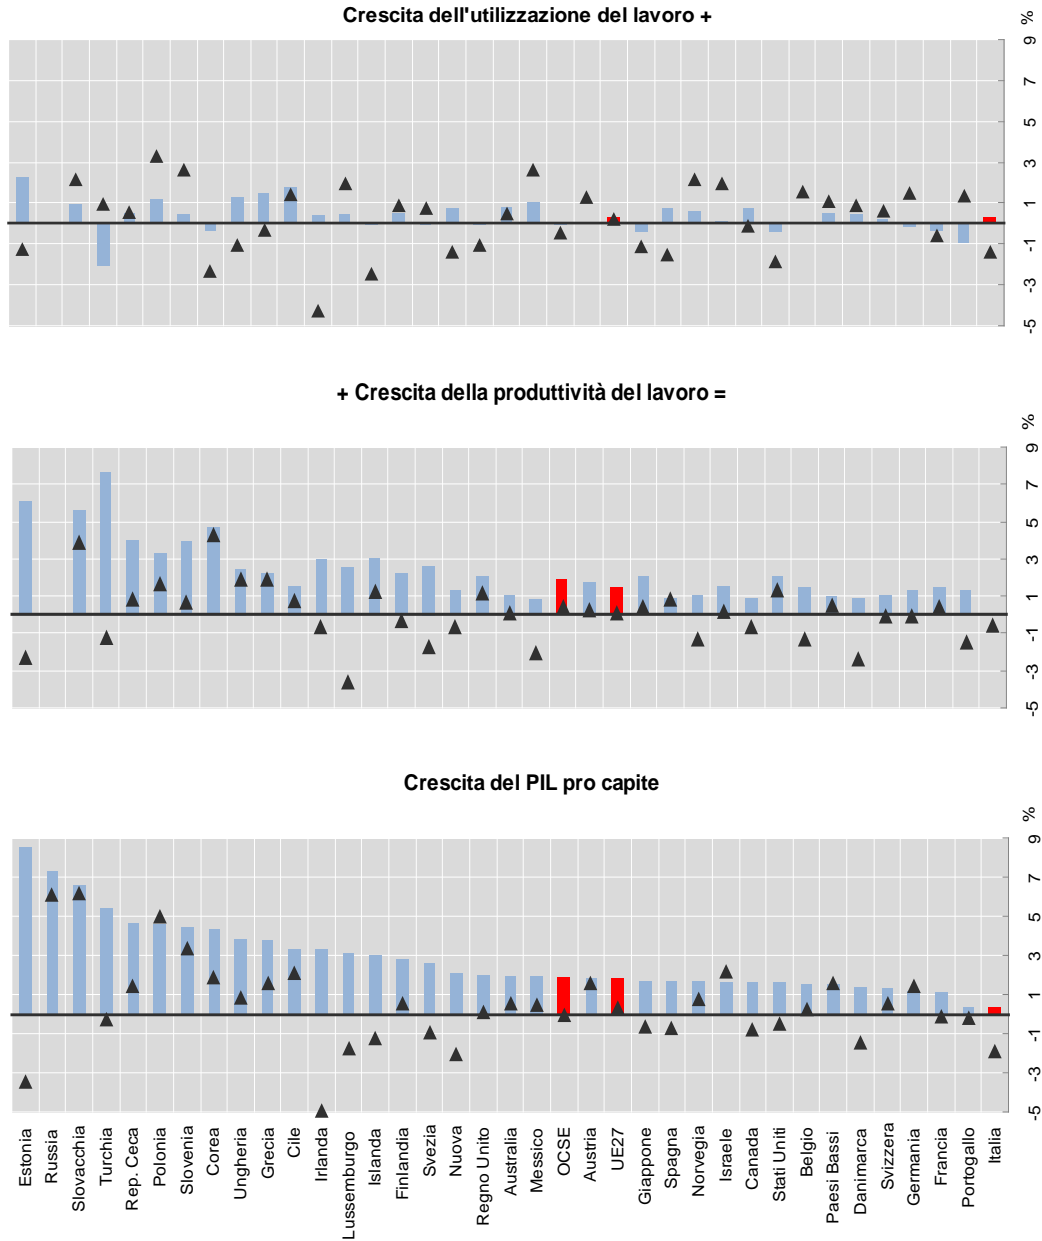 Crescita dell'utilizzazione del lavoro +
%
9
7
5
3
1
-1
-3
-5
+ Crescita della produttività del lavoro =
%
9
7
5
3
1
-1
-3
-5
Crescita del PIL pro capite
%
9
7
5
3
1
-1
-3
-5
Estonia
Russia
Slovacchia
Turchia
Rep. Ceca
Polonia
Slovenia
Corea
Ungheria
Grecia
Cile
Irlanda
Lussemburgo
Islanda
Finlandia
Svezia
Nuova
Regno Unito
Australia
Messico
OCSE
Austria
UE27
Giappone
Spagna
Norvegia
Israele
Canada
Stati Uniti
Belgio
Paesi Bassi
Danimarca
Svizzera
Germania
Francia
Portogallo
Italia